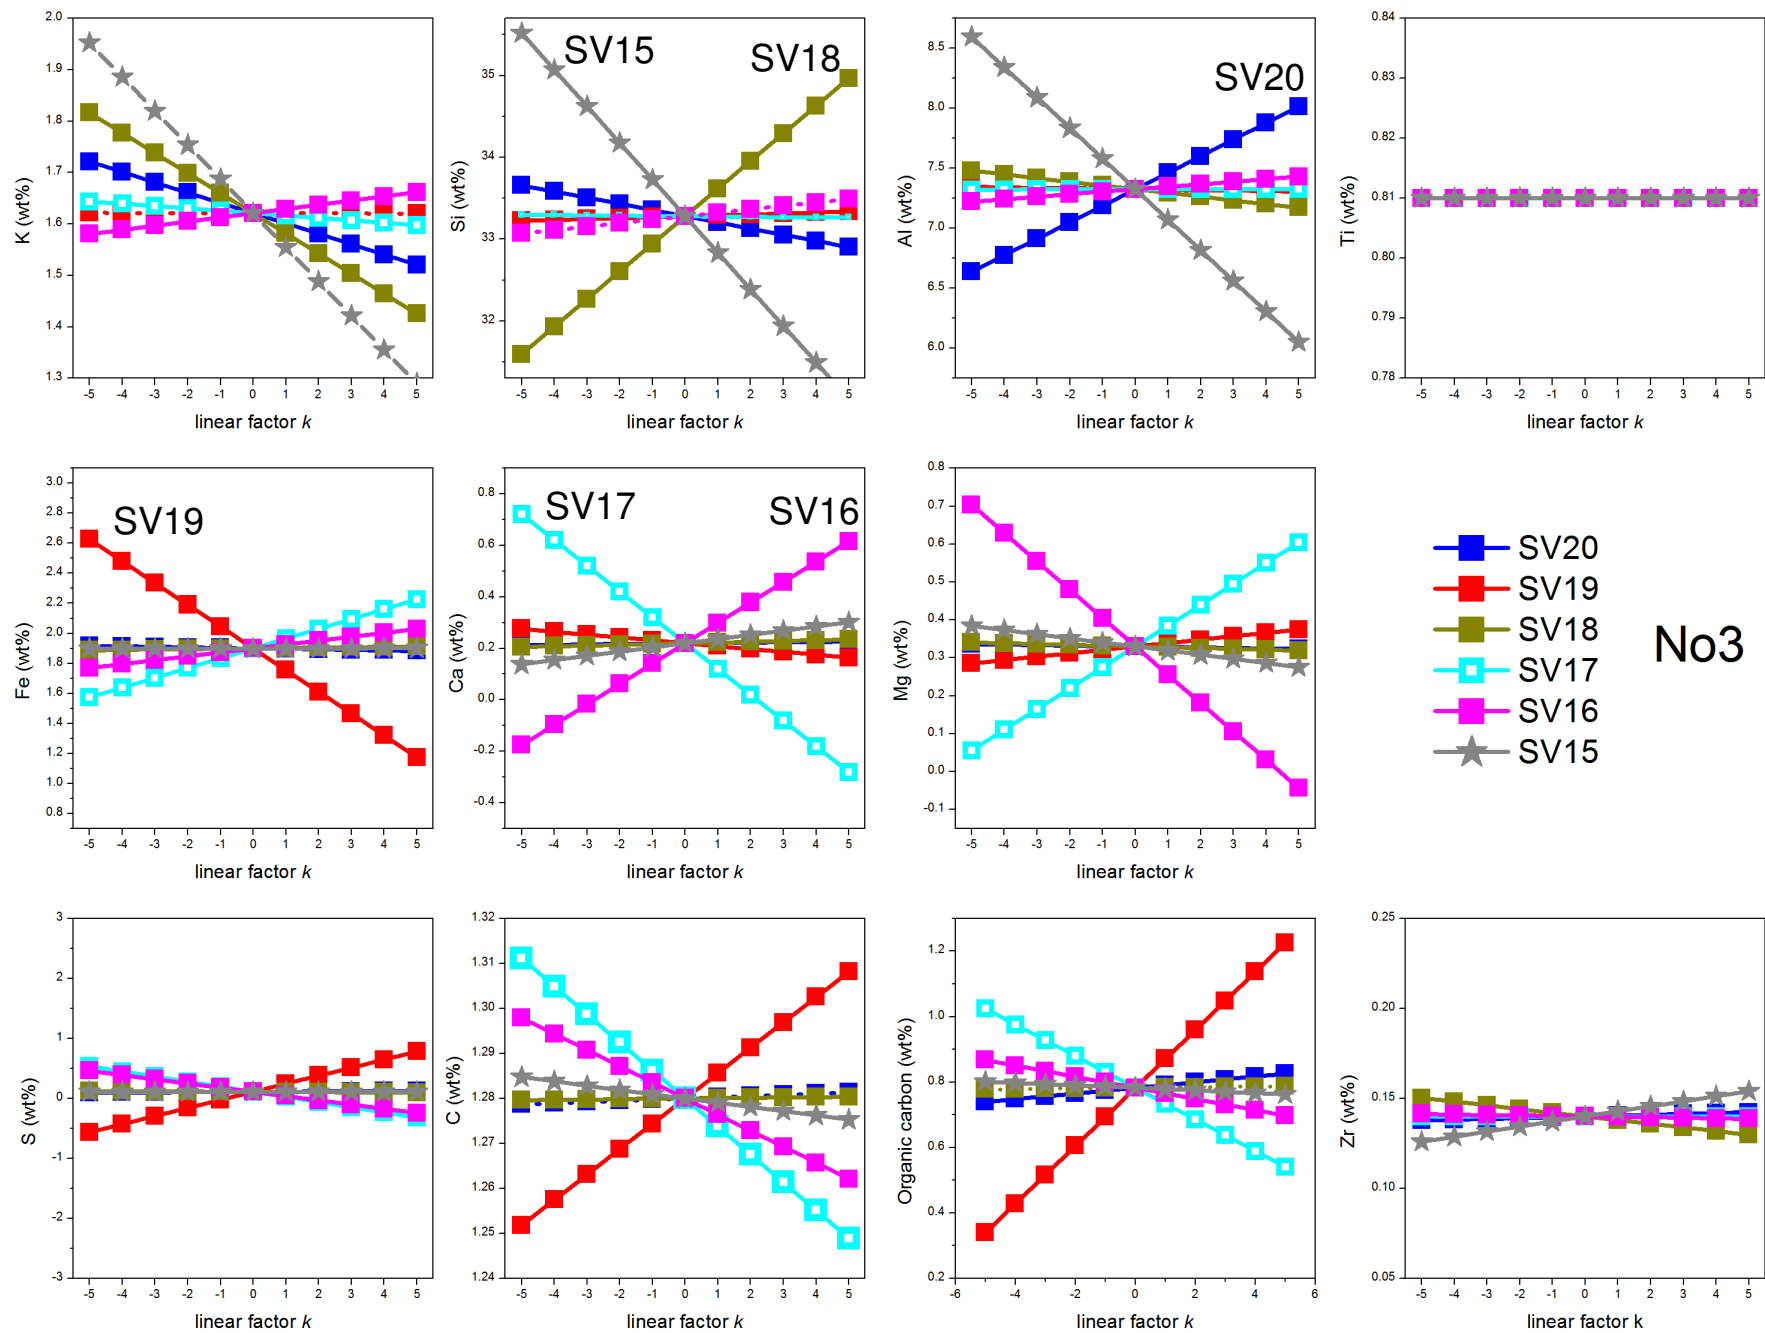 K (wt%)
2.0
1.9
1.8
1.7
1.6
1.5
1.4
1.3
-5 -4 -3 -2 -1 0 1 2 3 4 5
linear factor k
Si (wt%)
35
34
33
32
SV15
SV18
-5 -4 -3 -2 -1 0 1 2 3 4 5
linear factor k
Al (wt%)
8.5
8.0
7.5
7.0
6.5
6.0
SV20
-5 -4 -3 -2 -1 0 1 2 3 4 5
linear factor k
Ti (wt%)
0.84
0.83
0.82
0.81
0.80
0.79
0.78
-5 -4 -3 -2 -1 0 1 2 3 4 5
linear factor k
Fe (wt%)
3.0
2.8
2.6
2.4
2.2
2.0
1.8
1.6
1.4
1.2
1.0
0.8
SV19
-5 -4 -3 -2 -1 0 1 2 3 4 5
linear factor k
Ca (wt%)
0.8
0.6
0.4
0.2
0.0
-0.2
-0.4
SV17
SV16
-5 -4 -3 -2 -1 0 1 2 3 4 5
linear factor k
Mg (wt%)
0.8
0.7
0.6
0.5
0.4
0.3
0.2
0.1
0.0
-0.1
-5 -4 -3 -2 -1 0 1 2 3 4 5
linear factor k
SV20
SV19
SV18
SV17
SV16
SV15
No3
S (wt%)
3
2
1
0
-1
-2
-3
-5 -4 -3 -2 -1 0 1 2 3 4 5
linear factor k
C (wt%)
1.32
1.31
1.30
1.29
1.28
1.27
1.26
1.25
1.24
-5 -4 -3 -2 -1 0 1 2 3 4 5
linear factor k
Organic carbon (wt%)
1.2
1.0
0.8
0.6
0.4
0.2
-6 -4 -2 0 2 4 6
linear factor k
Zr (wt%)
0.25
0.20
0.15
0.10
0.05
-5 -4 -3 -2 -1 0 1 2 3 4 5
linear factor k